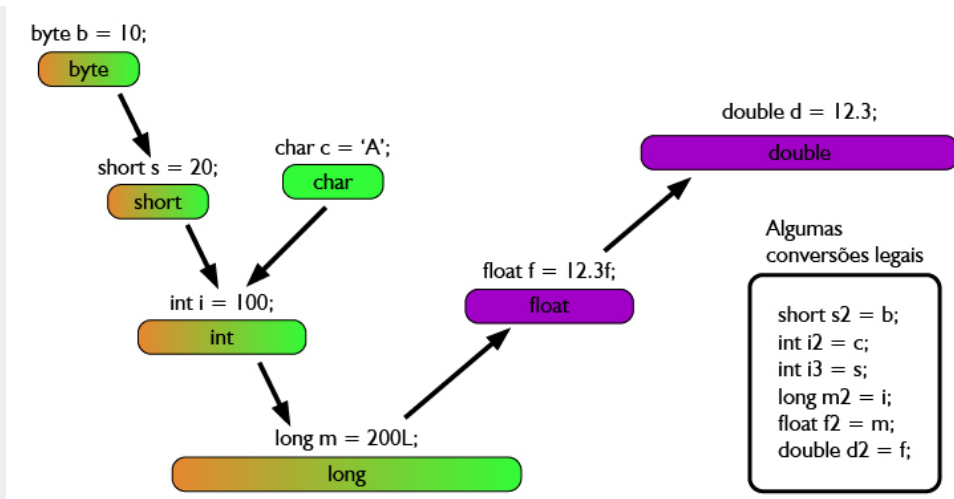 byte b = 10;
byte
short s = 20;
short
char c = ‘A’;
char
int i = 100;
int
long m = 200L;
long
float f = 12.3f;
float
double d = 12.3;
double
Algumas
conversões legais
short s2 = b;
int i2 = c;
int i3 = s;
long m2 = i;
float f2 = m;
double d2 = f;